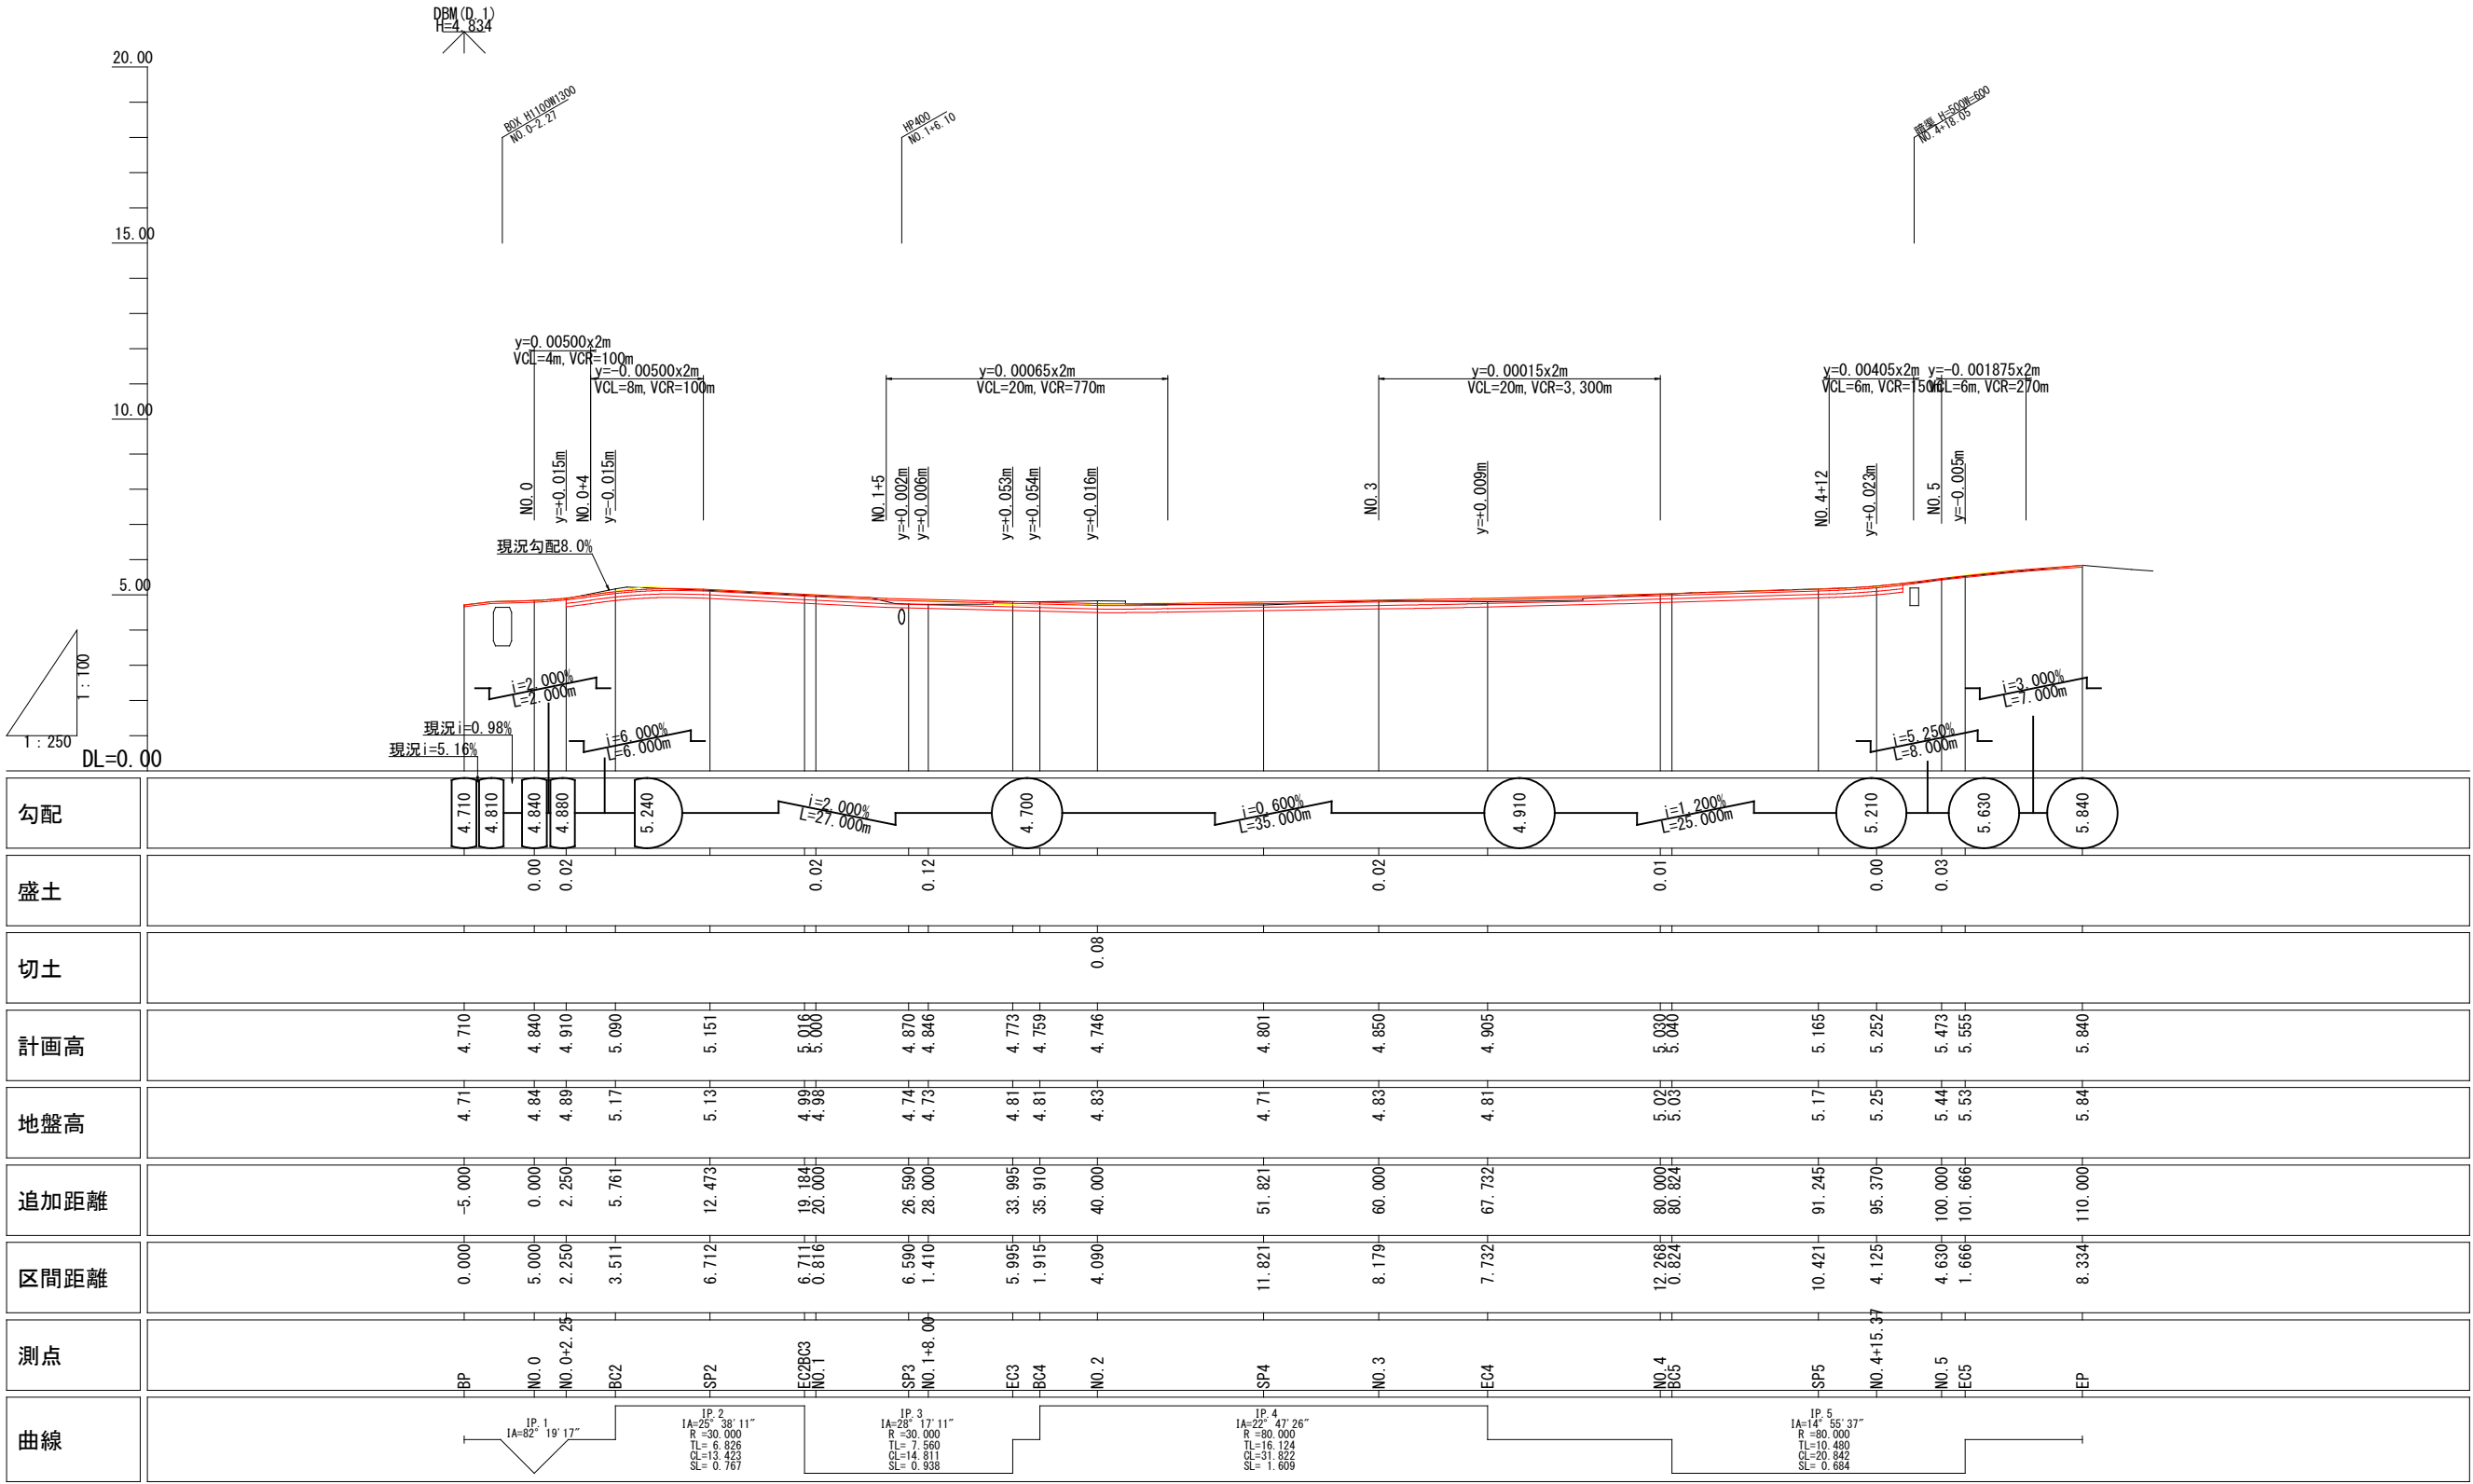 DBM(D.1)
H=4.834
20.00
15.00
10.00
5.00
DL=0.00
1:100
1:250
BOX H1100W1300
NO.0-2.27
HP400
NO.1+6.10
暗渠 H=500W=600
NO.4+18.05
y=0.00500x2m
VCL=4m,VCR=100m
y=-0.00500x2m
VCL=8m,VCR=100m
y=0.00065x2m
VCL=20m,VCR=770m
y=0.00015x2m
VCL=20m,VCR=3,300m
y=0.00405x2m
VCL=6m,VCR=150m
y=-0.001875x2m
VCL=6m,VCR=270m
NO.0
y=+0.015m
NO.0+4
y=-0.015m
NO.1+5
y=+0.002m
y=+0.006m
y=+0.053m
y=+0.054m
y=+0.016m
NO.3
y=+0.009m
NO.4+12
y=+0.023m
NO.5
y=-0.005m
現況勾配8.0%
i=2.000%
L=2.000m
現況i=0.98%
現況i=5.16%
i=6.000%
L=6.000m
i=3.000%
L=7.000m
i=5.250%
L=8.000m
勾配
4.710
4.810
4.840
4.880
5.240
i=2.000%
L=27.000m
4.700
i=0.600%
L=35.000m
4.910
i=1.200%
L=25.000m
5.210
5.630
5.840
盛土
0.00
0.02
0.02
0.12
0.02
0.01
0.00
0.03
切土
0.08
計画高
4.710
4.840
4.910
5.090
5.151
5.016
5.000
4.870
4.846
4.773
4.759
4.746
4.801
4.850
4.905
5.030
5.040
5.165
5.252
5.473
5.555
5.840
地盤高
4.71
4.84
4.89
5.17
5.13
4.99
4.98
4.74
4.73
4.81
4.81
4.83
4.71
4.83
4.81
5.02
5.03
5.17
5.25
5.44
5.53
5.84
追加距離
-5.000
0.000
2.250
5.761
12.473
19.184
20.000
26.590
28.000
33.995
35.910
40.000
51.821
60.000
67.732
80.000
80.824
91.245
95.370
100.000
101.666
110.000
区間距離
0.000
5.000
2.250
3.511
6.712
6.711
0.816
6.590
1.410
5.995
1.915
4.090
11.821
8.179
7.732
12.268
0.824
10.421
4.125
4.630
1.666
8.334
測点
BP
NO.0
NO.0+2.25
BC2
SP2
EC2BC3
NO.1
SP3
NO.1+8.00
EC3
BC4
NO.2
SP4
NO.3
EC4
NO.4
BC5
SP5
NO.4+15.37
NO.5
EC5
EP
曲線
IP.1
IA=82° 19′17″
IP.2
IA=25° 38′11″
R =30.000
TL= 6.826
CL=13.423
SL= 0.767
IP.3
IA=28° 17′11″
R =30.000
TL= 7.560
CL=14.811
SL= 0.938
IP.4
IA=22° 47′26″
R =80.000
TL=16.124
CL=31.822
SL= 1.609
IP.5
IA=14° 55′37″
R =80.000
TL=10.480
CL=20.842
SL= 0.684